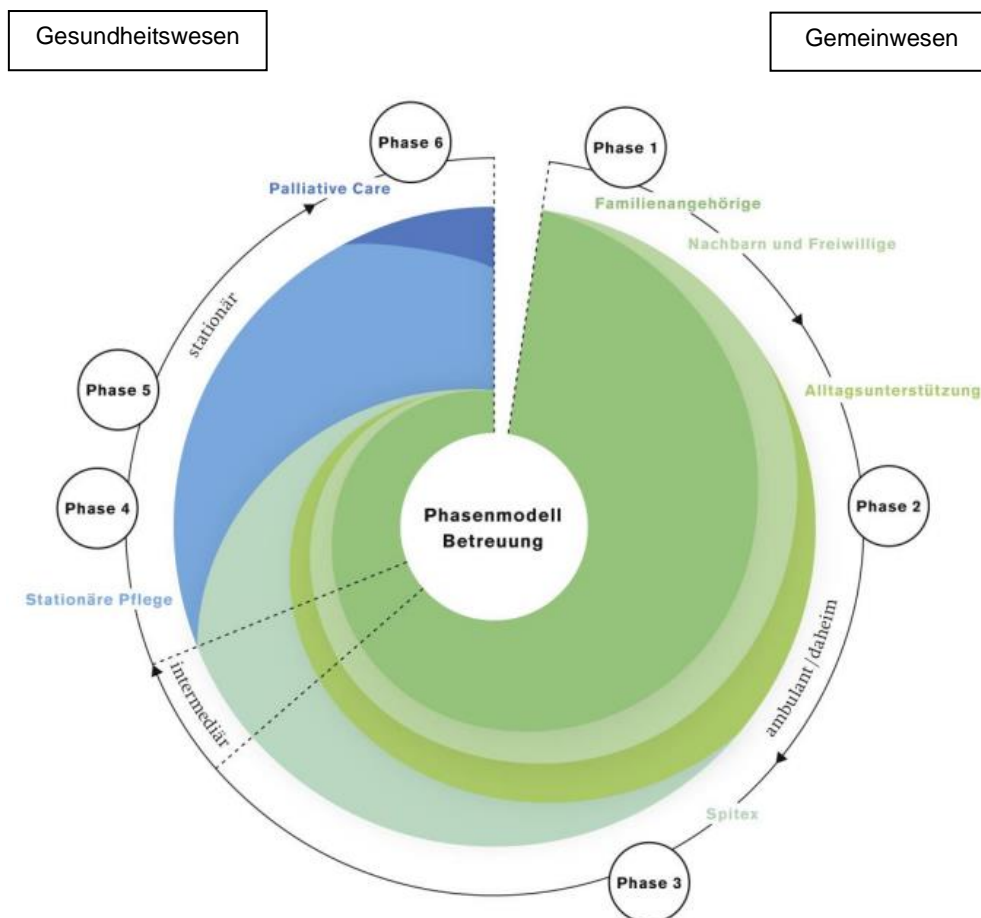 Gesundheitswesen
Gemeinwesen
Phase 6
Phase 1
Palliative Care
Familienangehörige
Nachbarn und Freiwillige
stationär
Phase 5
Alltagsunterstützung
Phase 4
Phase 2
Phasenmodell
Betreuung
Stationäre Pflege
intermediär
ambulant/daheim
Spitex
Phase 3